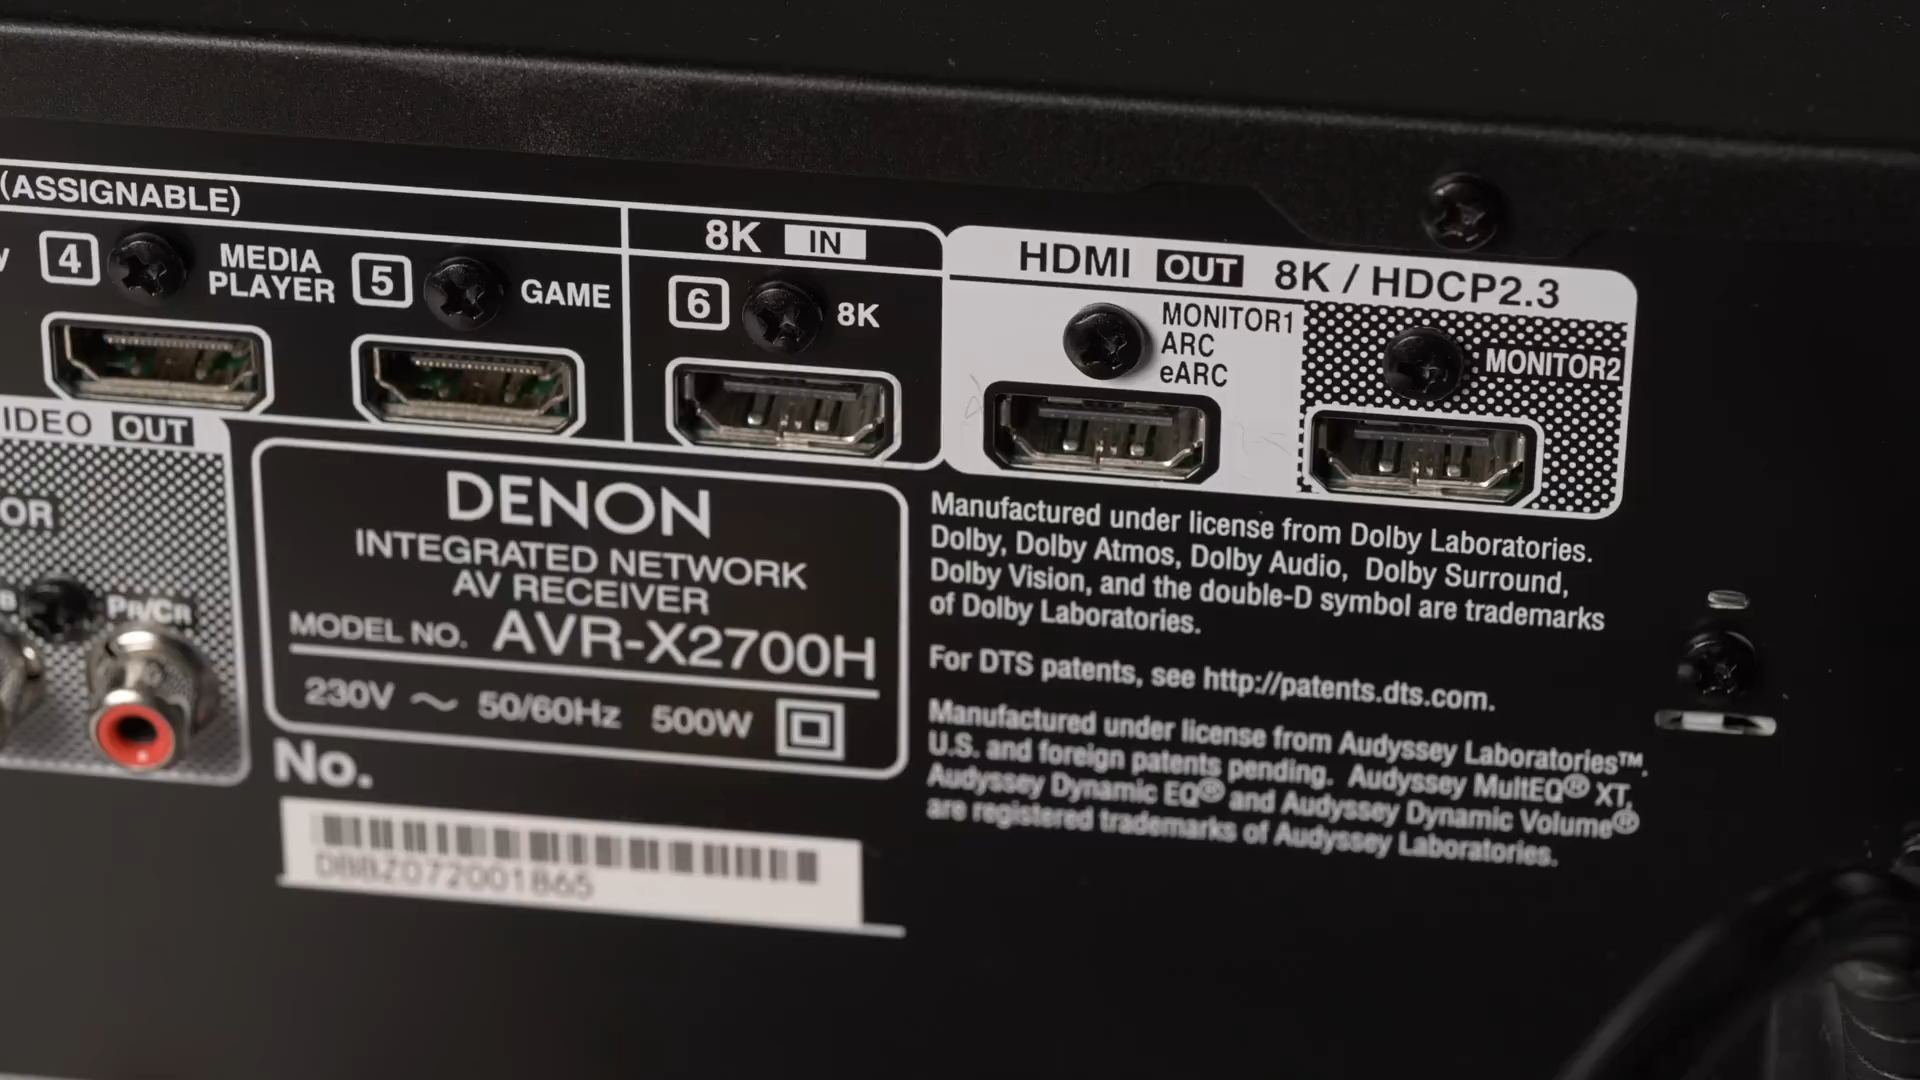 (ASSIGNABLE)
4 MEDIA
PLAYER
5 GAME
8K IN
6 8K
HDMI OUT 8K / HDCP2.3
MONITOR1
ARC
eARC
MONITOR2
IDEO OUT
OR
B
PR/CR
DENON
INTEGRATED NETWORK
AV RECEIVER
MODEL NO. AVR-X2700H
230V ～ 50/60Hz 500W
No.
DBBZ072001865
Manufactured under license from Dolby Laboratories.
Dolby, Dolby Atmos, Dolby Audio, Dolby Surround,
Dolby Vision, and the double-D symbol are trademarks
of Dolby Laboratories.
For DTS patents, see http://patents.dts.com.
Manufactured under license from Audyssey Laboratories™.
U.S. and foreign patents pending. Audyssey MultEQ® XT,
Audyssey Dynamic EQ® and Audyssey Dynamic Volume®
are registered trademarks of Audyssey Laboratories.